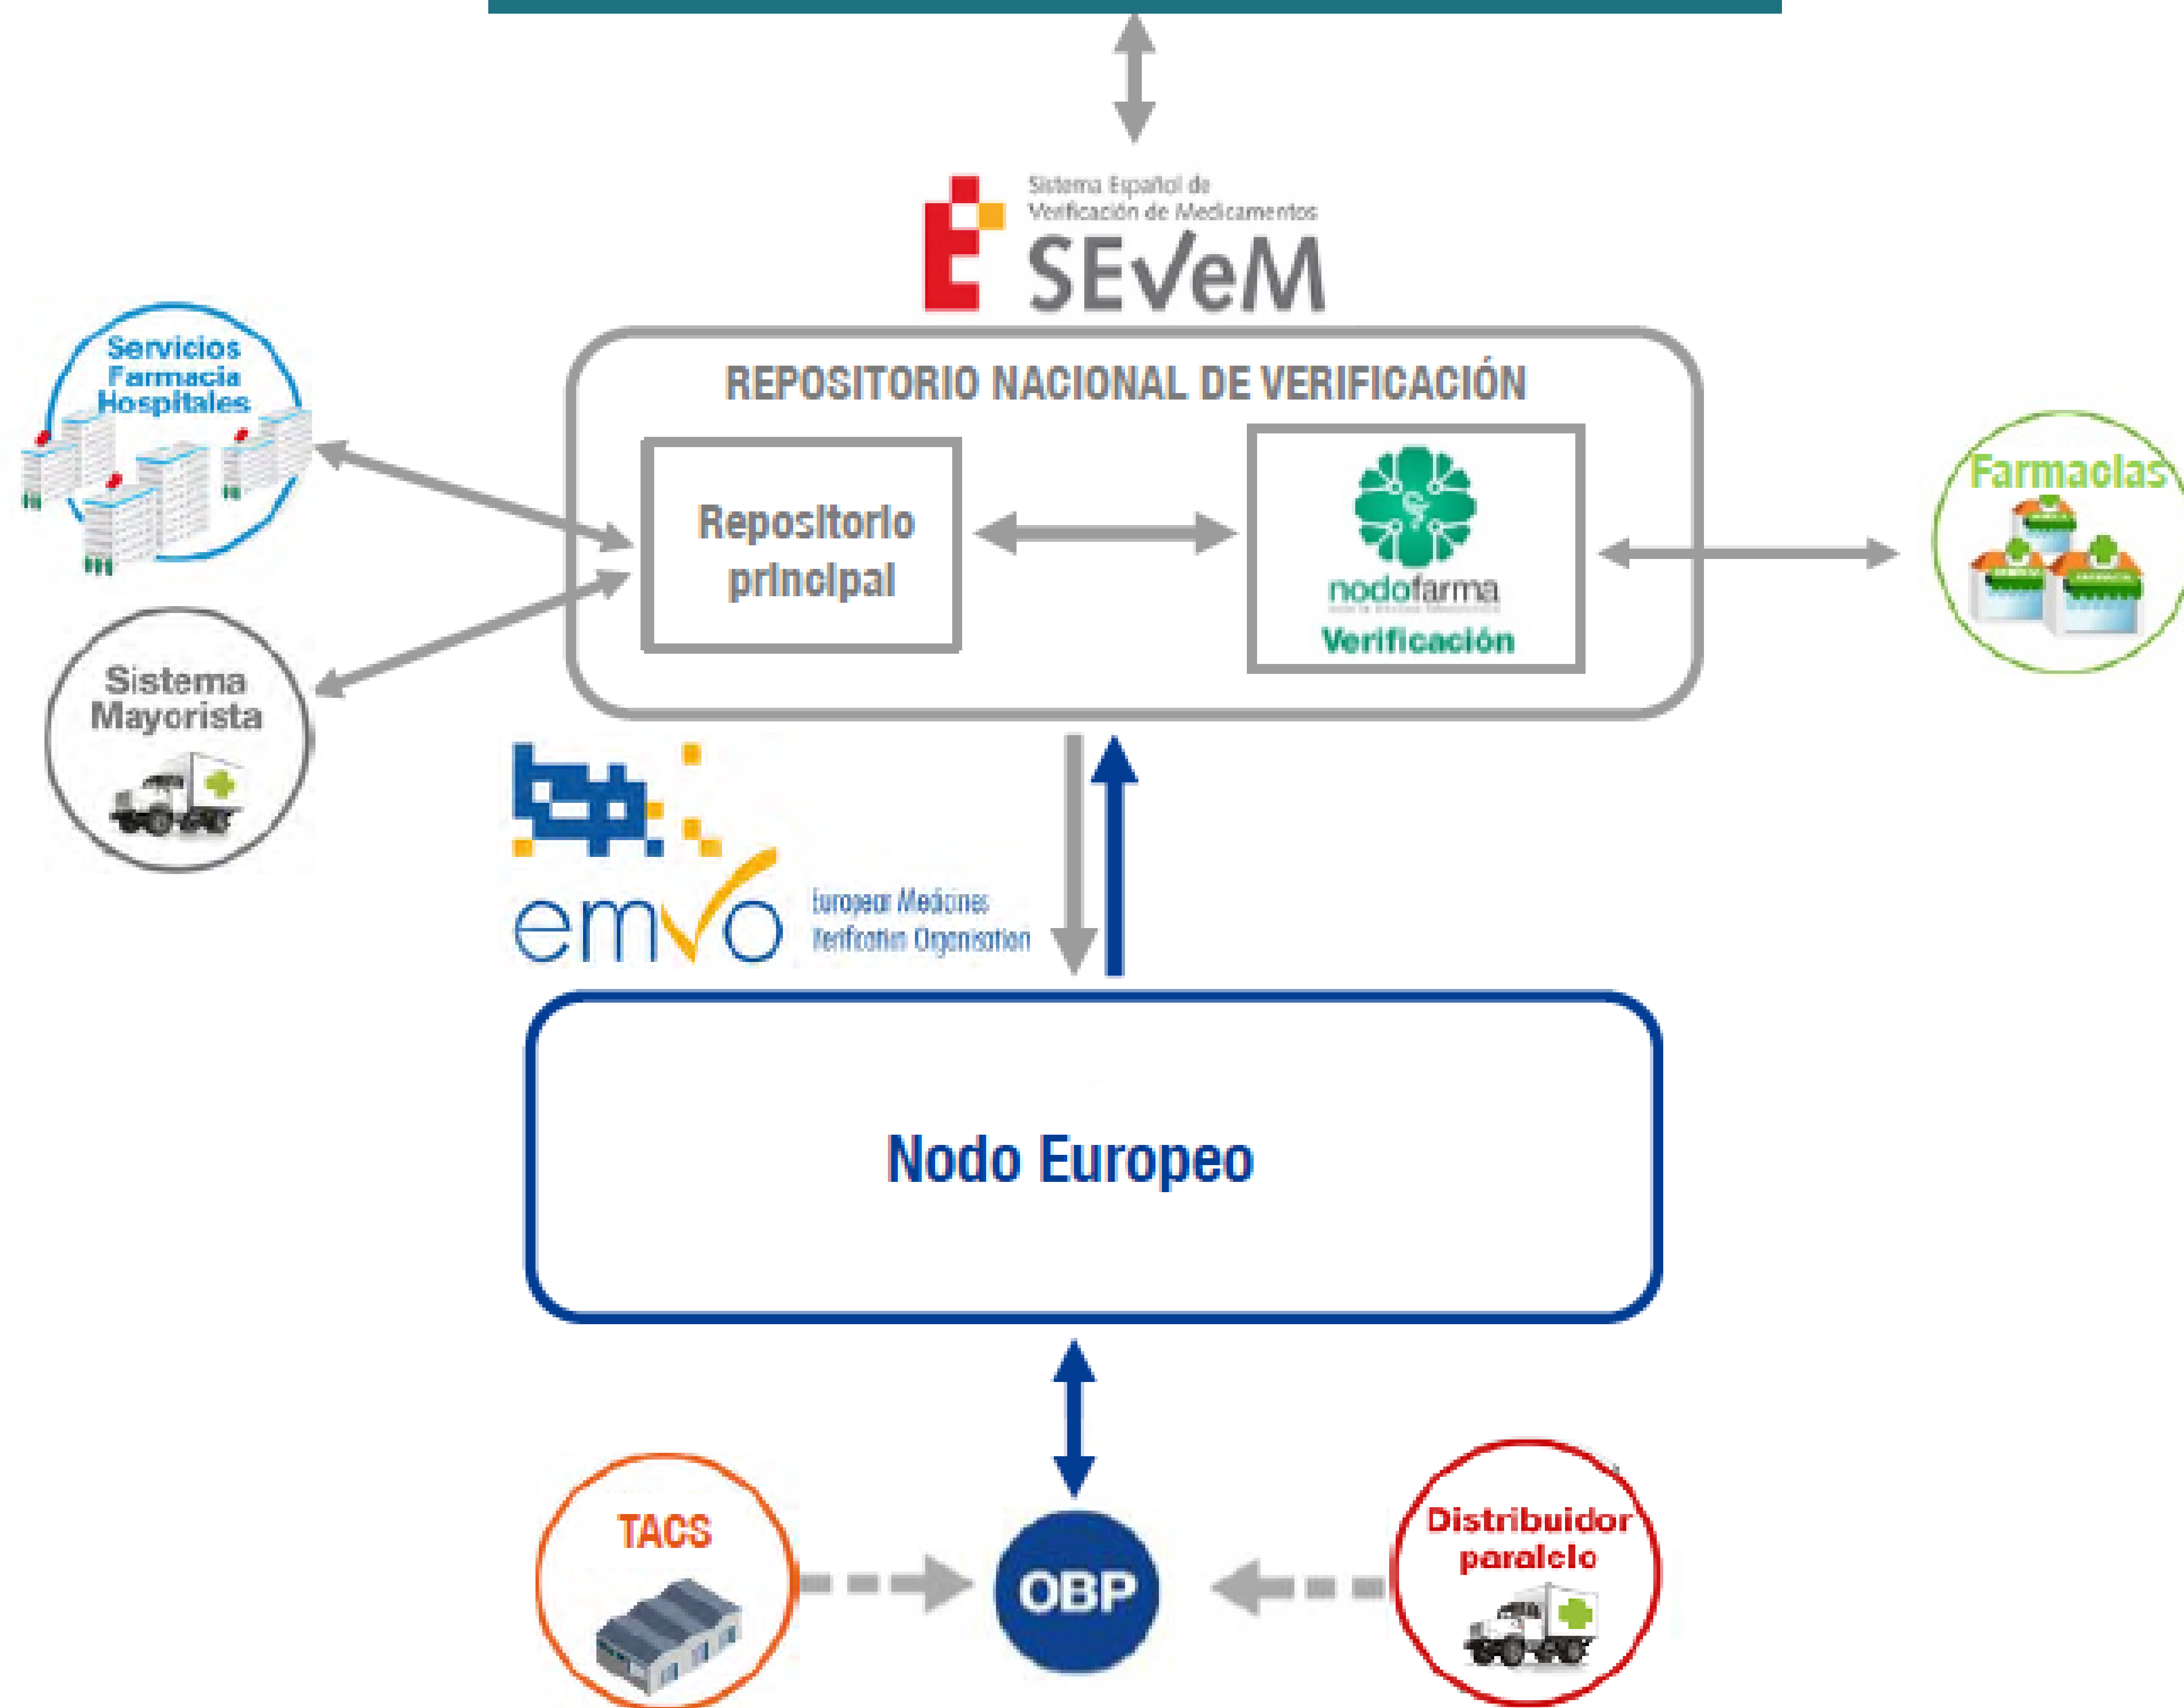 Sistema Español de
Verificación de Medicamentos
SEVeM
REPOSITORIO NACIONAL DE VERIFICACIÓN
Servicios
Farmacia
Hospitales
Repositorio
principal
nodofarma
Verificación
Farmacias
Sistema
Mayorista
emvo
European Medicines
Verification Organisation
Nodo Europeo
TACS
OBP
Distribuidor
paralelo